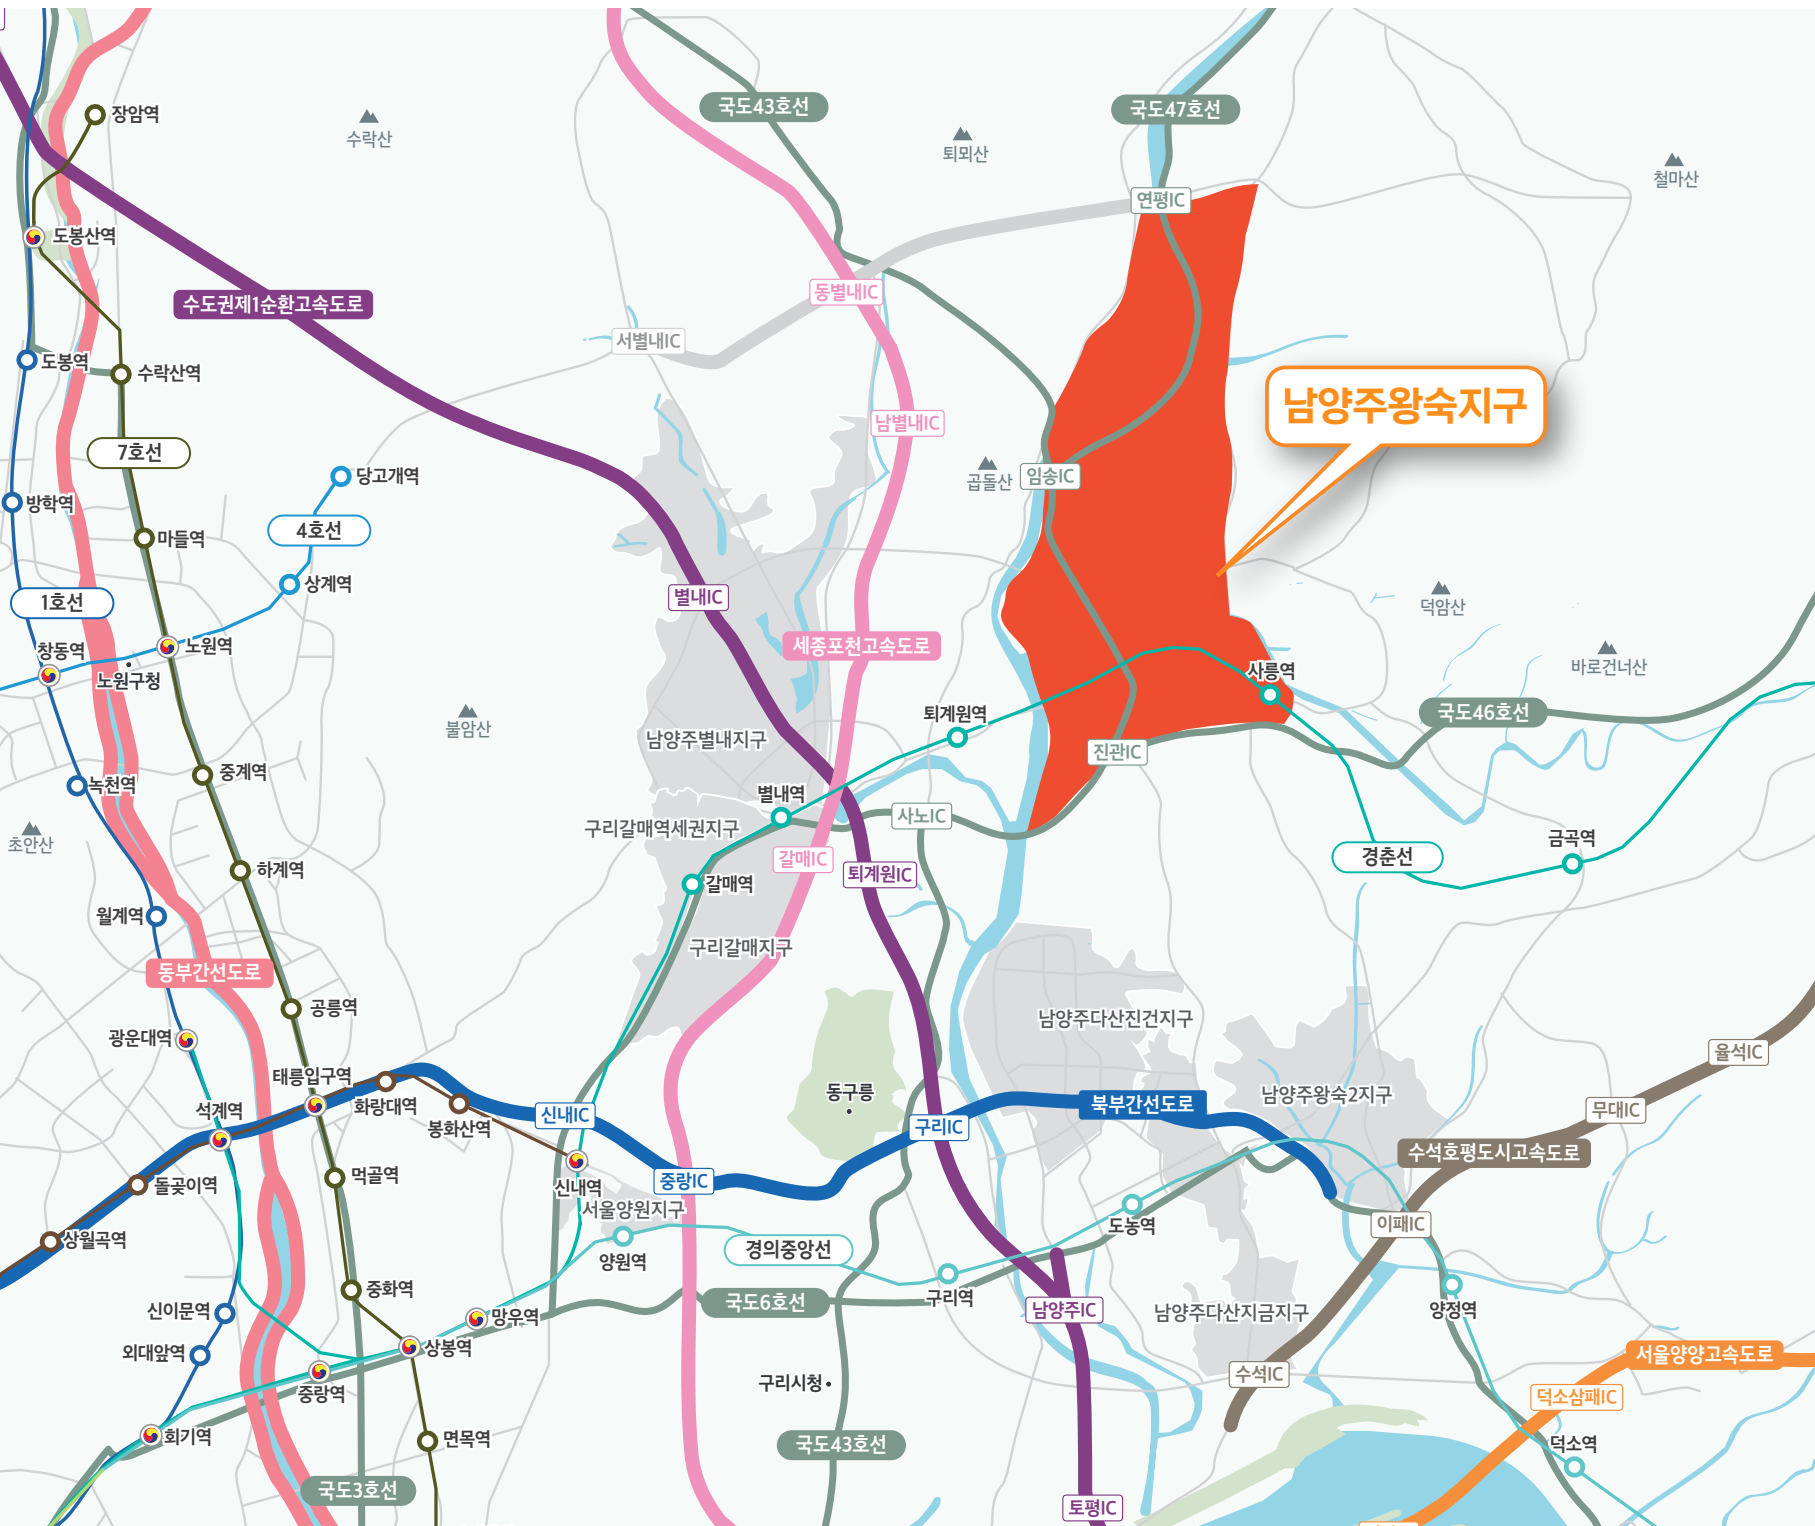 국도43호선
국도47호선
장암역
수락산
퇴뫼산
철마산
연평IC
도봉산역
수도권제1순환고속도로
동별내IC
서별내IC
도봉역
수락산역
남양주왕숙지구
남별내IC
7호선
당고개역
곱돌산
임송IC
방학역
4호선
마들역
상계역
별내IC
1호선
덕암산
창동역
노원역
노원구청
세종포천고속도로
사릉역
바로건너산
불암산
퇴계원역
국도46호선
남양주별내지구
진관IC
중계역
녹천역
별내역
구리갈매역세권지구
사노IC
초안산
갈매IC
퇴계원IC
경춘선
금곡역
하계역
갈매역
월계역
구리갈매지구
동부간선도로
공릉역
남양주다산진건지구
광운대역
율석IC
태릉입구역
화랑대역
석계역
봉화산역
신내IC
동구릉
구리IC
북부간선도로
남양주왕숙2지구
무대IC
수석호평도시고속도로
먹골역
돌곶이역
신내역
중랑IC
서울양원지구
상월곡역
양원역
경의중앙선
도농역
이패IC
중화역
신이문역
망우역
국도6호선
구리역
남양주IC
남양주다산지금지구
양정역
외대앞역
상봉역
중랑역
구리시청
수석IC
서울양양고속도로
덕소삼패IC
회기역
면목역
국도43호선
덕소역
국도3호선
토평IC